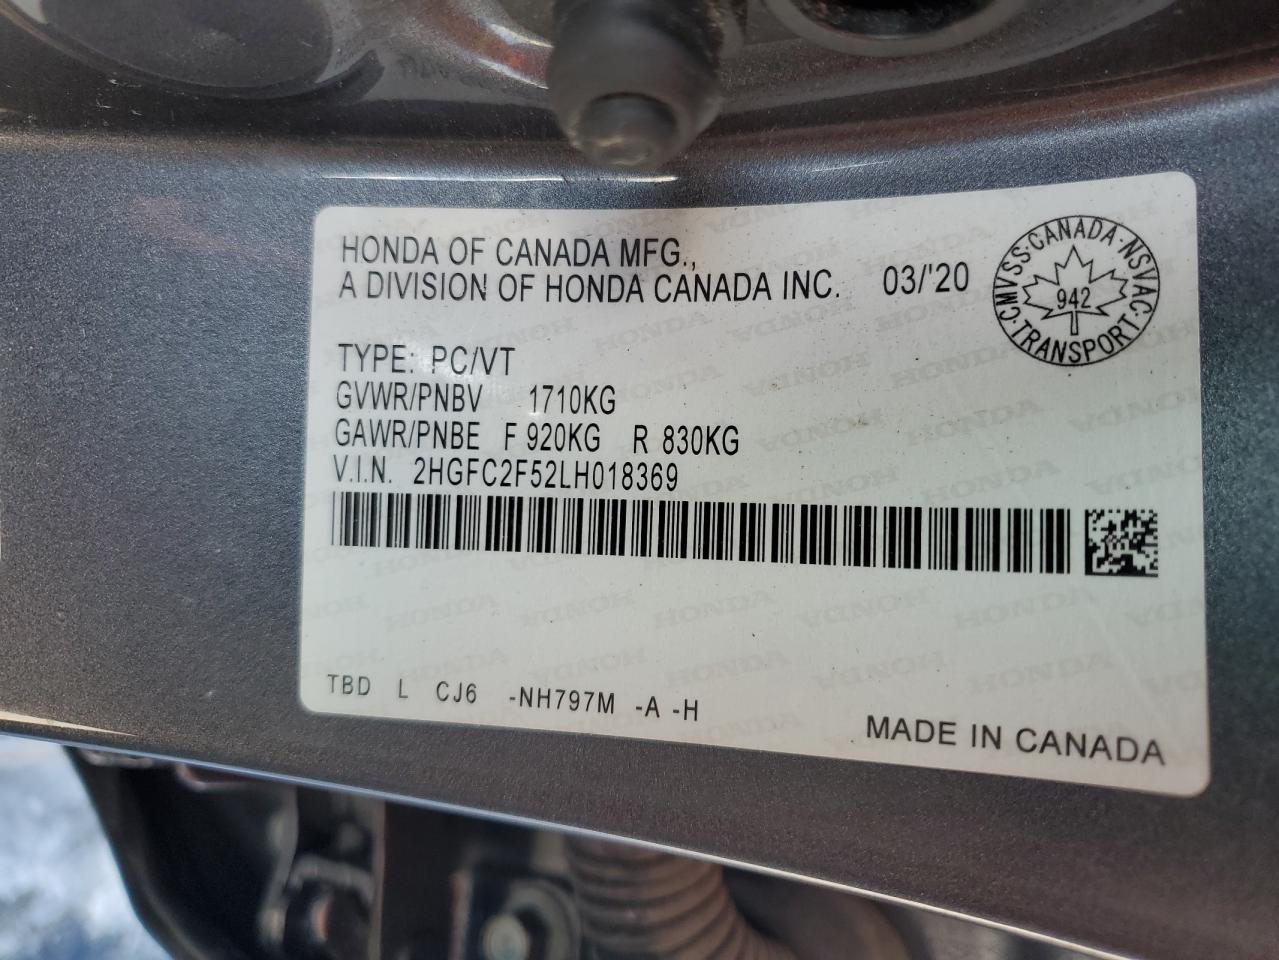 HONDA OF CANADA MFG.,
A DIVISION OF HONDA CANADA INC. 03/'20
CMVSS·CANADA·NSVAC·TRANSPORT·
942
TYPE: PC/VT
GVWR/PNBV 1710KG
GAWR/PNBE F 920KG R 830KG
V.I.N. 2HGFC2F52LH018369
TBD L CJ6 -NH797M -A -H
MADE IN CANADA